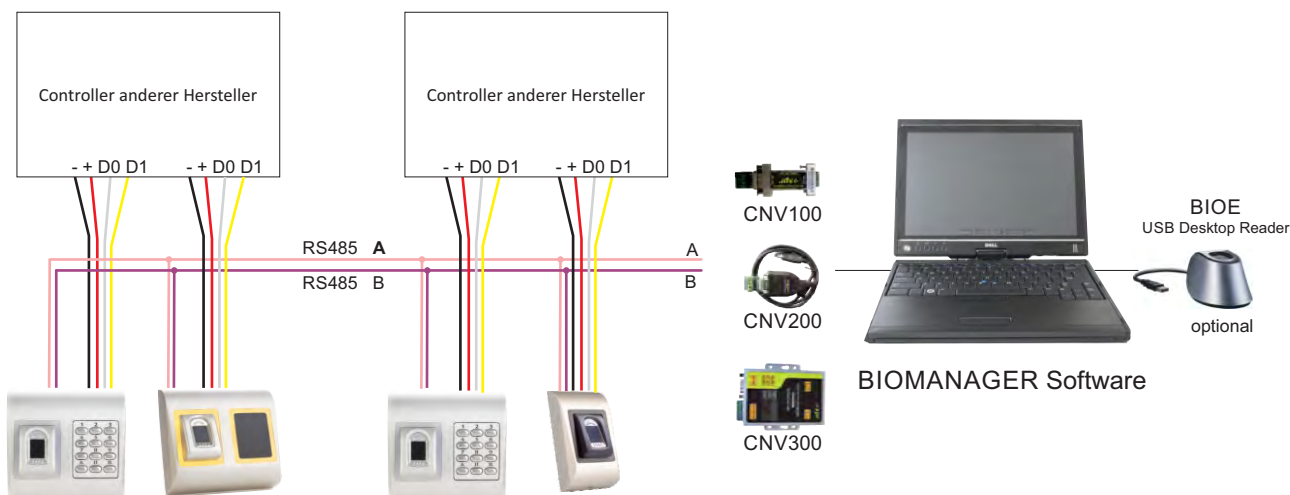 Controller anderer Hersteller
- + D0 D1
- + D0 D1
Controller anderer Hersteller
- + D0 D1
- + D0 D1
RS485 A
A
RS485 B
B
CNV100
CNV200
CNV300
BIOMANAGER Software
BIOE
USB Desktop Reader
optional